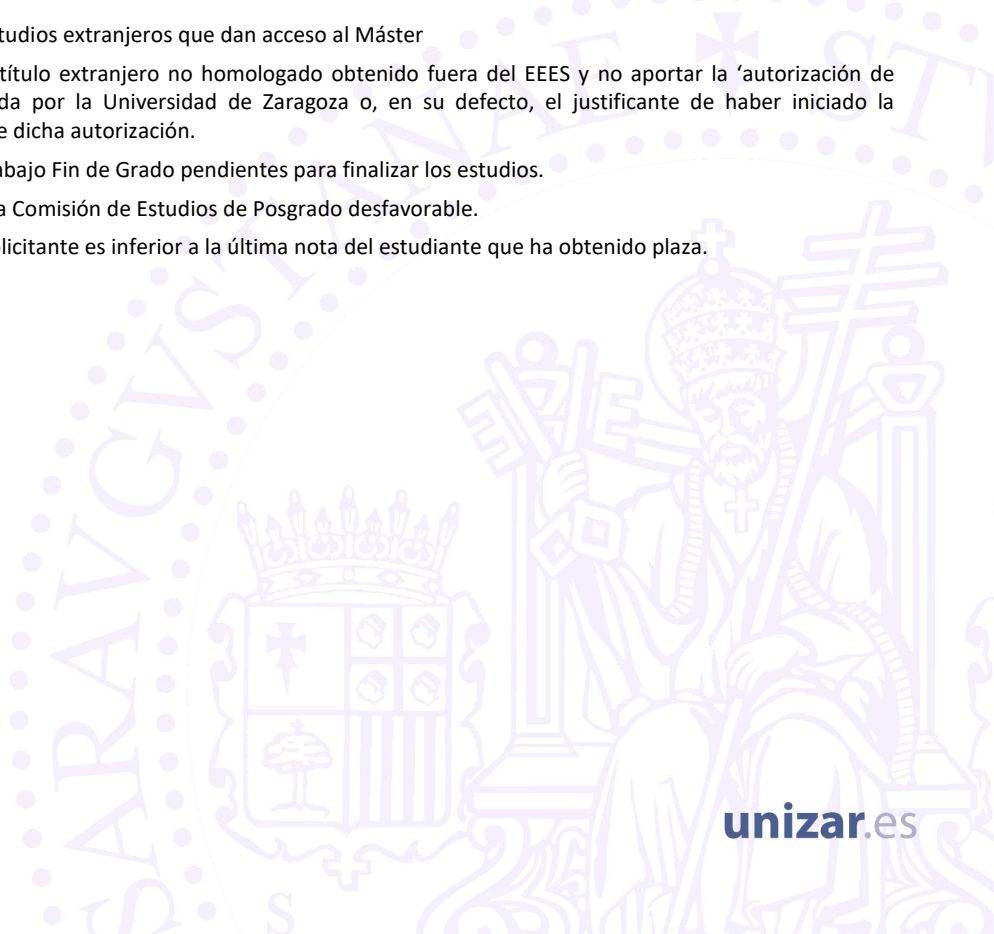 tudios extranjeros que dan acceso al Máster
título extranjero no homologado obtenido fuera del EEES y no aportar la ‘autorización de
da por la Universidad de Zaragoza o, en su defecto, el justificante de haber iniciado la
e dicha autorización.
abajo Fin de Grado pendientes para finalizar los estudios.
a Comisión de Estudios de Posgrado desfavorable.
licitante es inferior a la última nota del estudiante que ha obtenido plaza.
SARAVGVSTANAE ST
S
unizar.es